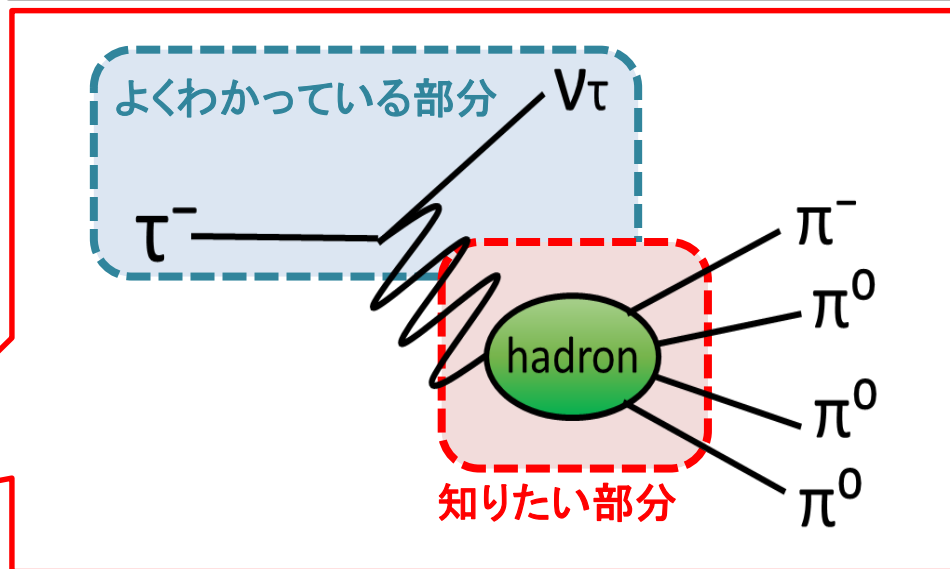 よくわかっている部分
ντ
τ⁻
π⁻
π⁰
hadron
π⁰
π⁰
知りたい部分